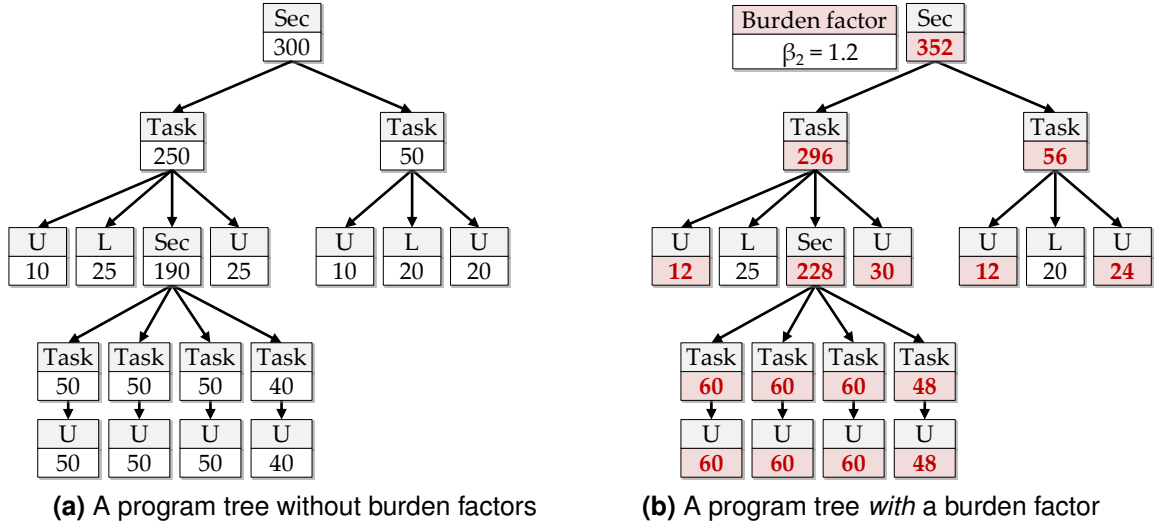 Sec
300
Task
250
Task
50
U
10
L
25
Sec
190
U
25
U
10
L
20
U
20
Task
50
Task
50
Task
50
Task
40
U
50
U
50
U
50
U
40
(a) A program tree without burden factors
Burden factor
β₂ = 1.2
Sec
352
Task
296
Task
56
U
12
L
25
Sec
228
U
30
U
12
L
20
U
24
Task
60
Task
60
Task
60
Task
48
U
60
U
60
U
60
U
48
(b) A program tree with a burden factor